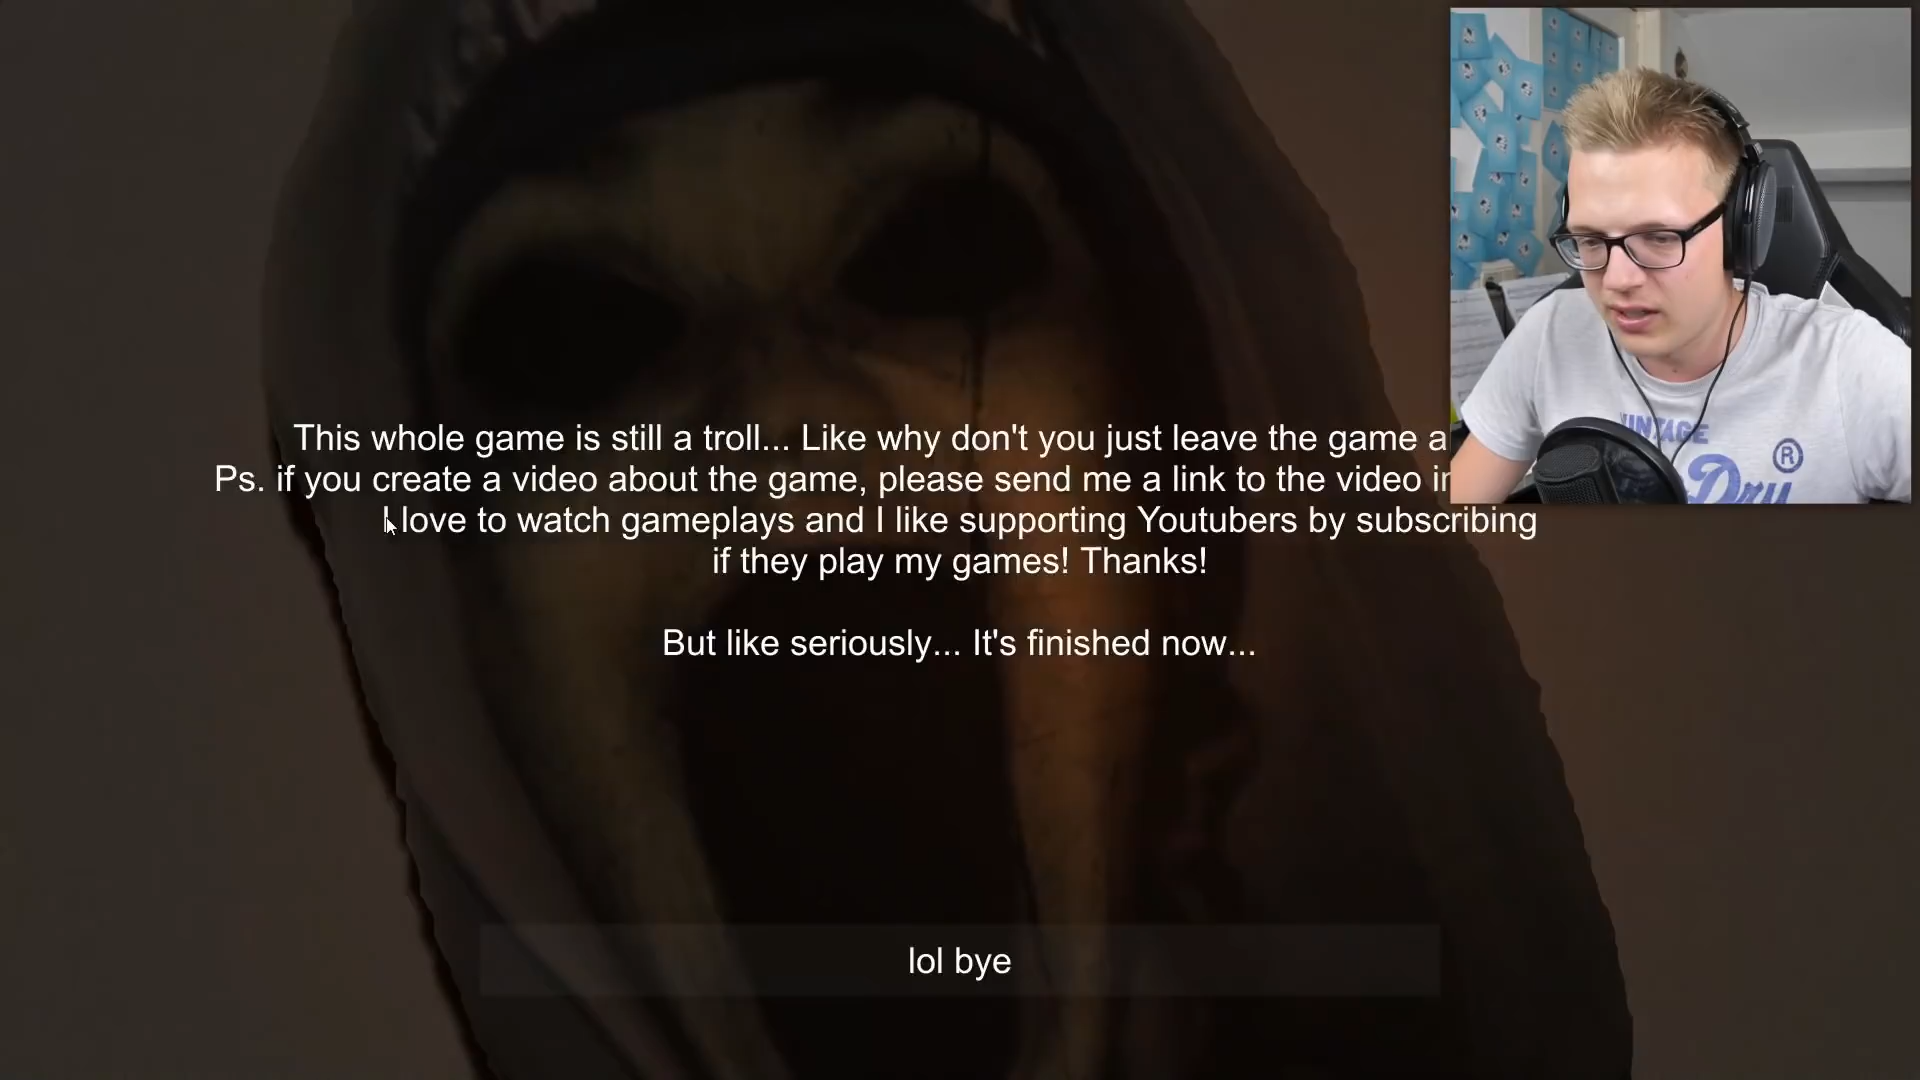 This whole game is still a troll... Like why don't you just leave the game a
Ps. if you create a video about the game, please send me a link to the video in
I love to watch gameplays and I like supporting Youtubers by subscribing
if they play my games! Thanks!
But like seriously... It's finished now...
lol bye
VINTAGE
Dry
®